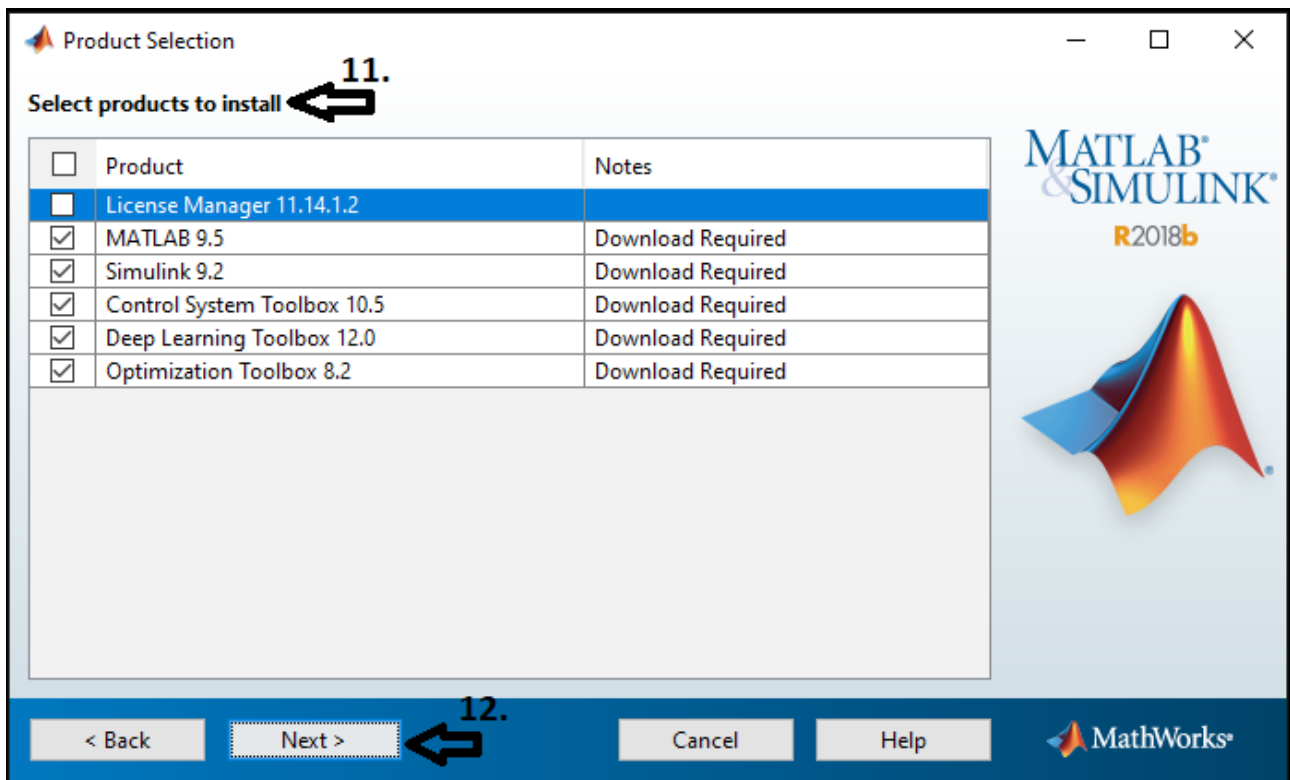 Product Selection
11.
Select products to install
Product Notes
License Manager 11.14.1.2
MATLAB 9.5 Download Required
Simulink 9.2 Download Required
Control System Toolbox 10.5 Download Required
Deep Learning Toolbox 12.0 Download Required
Optimization Toolbox 8.2 Download Required
MATLAB®
&SIMULINK®
R2018b
®
12.
< Back Next > Cancel Help MathWorks®